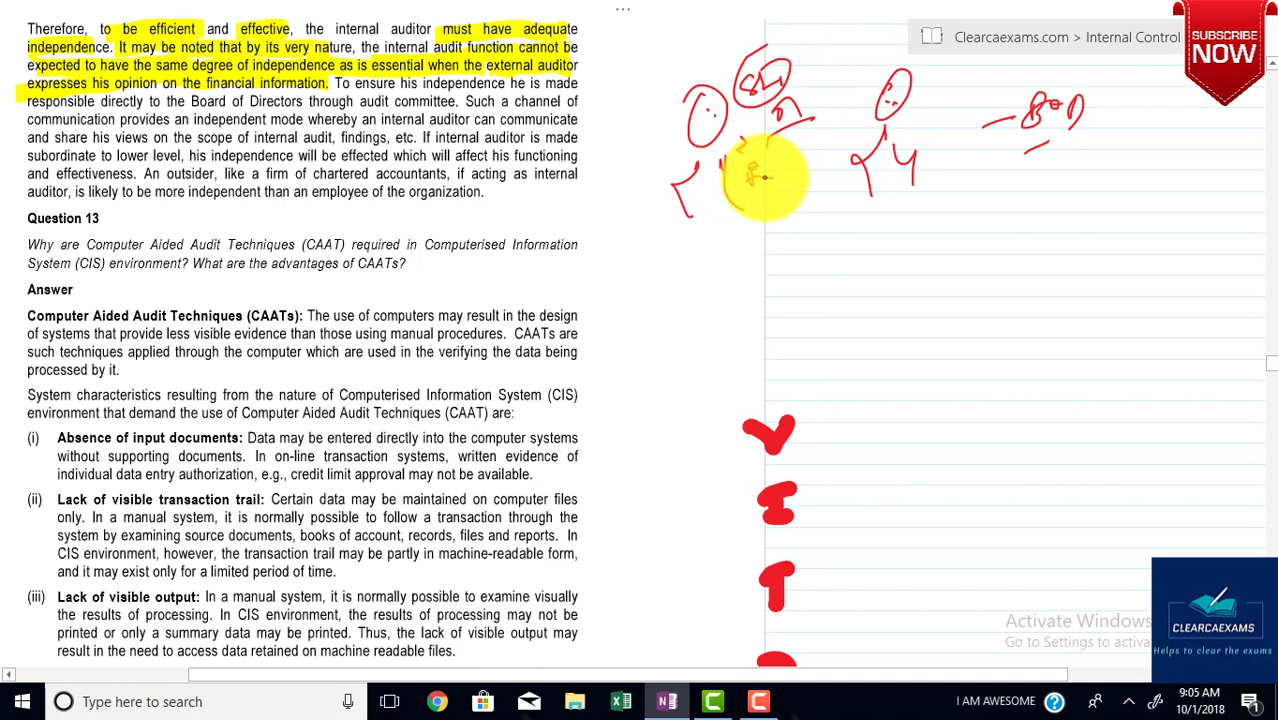 Therefore, to be efficient and effective, the internal auditor must have adequate
independence. It may be noted that by its very nature, the internal audit function cannot be
expected to have the same degree of independence as is essential when the external auditor
expresses his opinion on the financial information. To ensure his independence he is made
responsible directly to the Board of Directors through audit committee. Such a channel of
communication provides an independent mode whereby an internal auditor can communicate
and share his views on the scope of internal audit, findings, etc. If internal auditor is made
subordinate to lower level, his independence will be effected which will affect his functioning
and effectiveness. An outsider, like a firm of chartered accountants, if acting as internal
auditor, is likely to be more independent than an employee of the organization.
Question 13
Why are Computer Aided Audit Techniques (CAAT) required in Computerised Information
System (CIS) environment? What are the advantages of CAATs?
Answer
Computer Aided Audit Techniques (CAATs): The use of computers may result in the design
of systems that provide less visible evidence than those using manual procedures. CAATs are
such techniques applied through the computer which are used in the verifying the data being
processed by it.
System characteristics resulting from the nature of Computerised Information System (CIS)
environment that demand the use of Computer Aided Audit Techniques (CAAT) are:
(i) Absence of input documents: Data may be entered directly into the computer systems
without supporting documents. In on-line transaction systems, written evidence of
individual data entry authorization, e.g., credit limit approval may not be available.
(ii) Lack of visible transaction trail: Certain data may be maintained on computer files
only. In a manual system, it is normally possible to follow a transaction through the
system by examining source documents, books of account, records, files and reports. In
CIS environment, however, the transaction trail may be partly in machine-readable form,
and it may exist only for a limited period of time.
(iii) Lack of visible output: In a manual system, it is normally possible to examine visually
the results of processing. In CIS environment, the results of processing may not be
printed or only a summary data may be printed. Thus, the lack of visible output may
result in the need to access data retained on machine readable files.
Clearcaexams.com > Internal Control
SUBSCRIBE
NOW
SH
BOD
V
I
T
Activate Windows
Go to Settings to activa
CLEARCAEXAMS
Helps to clear the exams
Type here to search
I AM AWESOME
9:05 AM
10/1/2018